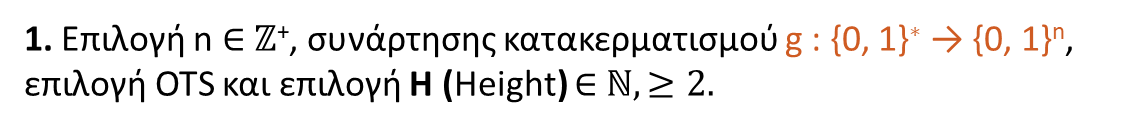 1. Επιλογή n ∈ ℤ⁺, συνάρτησης κατακερματισμού g : {0, 1}* → {0, 1}ⁿ,
επιλογή OTS και επιλογή H (Height) ∈ ℕ, ≥ 2.